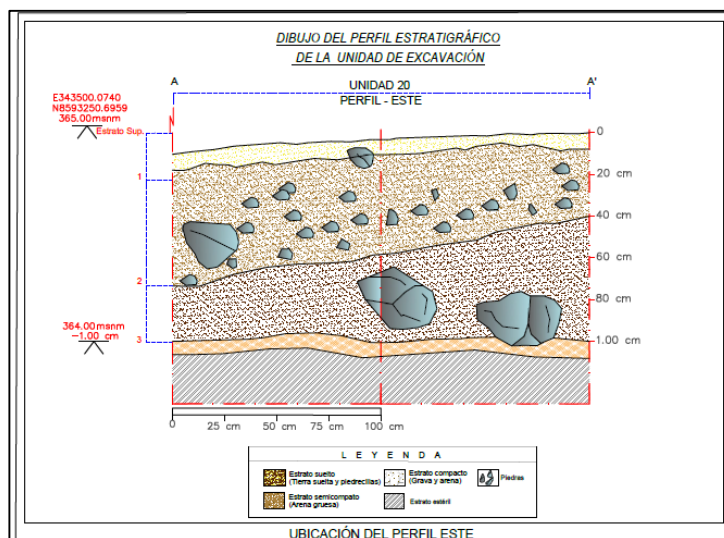 DIBUJO DEL PERFIL ESTRATIGRÁFICO
DE LA UNIDAD DE EXCAVACIÓN
A
UNIDAD 20
A'
PERFIL - ESTE
E343500.0740
N8593250.6959
365.00msnm
Estrato Sup.
0
1
20 cm
40 cm
60 cm
2
80 cm
364.00msnm
-1.00 cm
3
1.00 cm
0
25 cm
50 cm
75 cm
100 cm
L E Y E N D A
Estrato suelto
(Tierra suelta y piedrecillas)
Estrato compacto
(Grava y arena)
Piedras
Estrato semicompato
(Arena gruesa)
Estrato estéril
UBICACIÓN DEL PERFIL ESTE